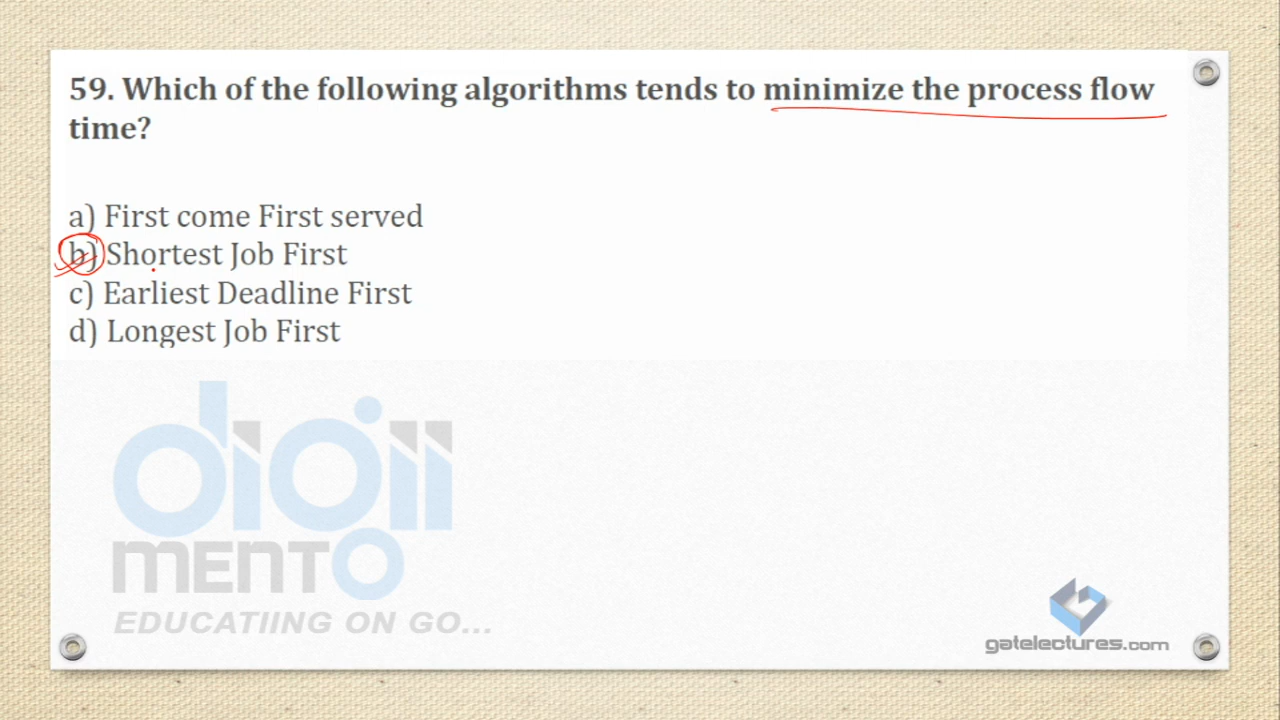 59. Which of the following algorithms tends to minimize the process flow
time?
a) First come First served
b) Shortest Job First
c) Earliest Deadline First
d) Longest Job First
digii
MENTO
EDUCATIING ON GO...
gatelectures.com